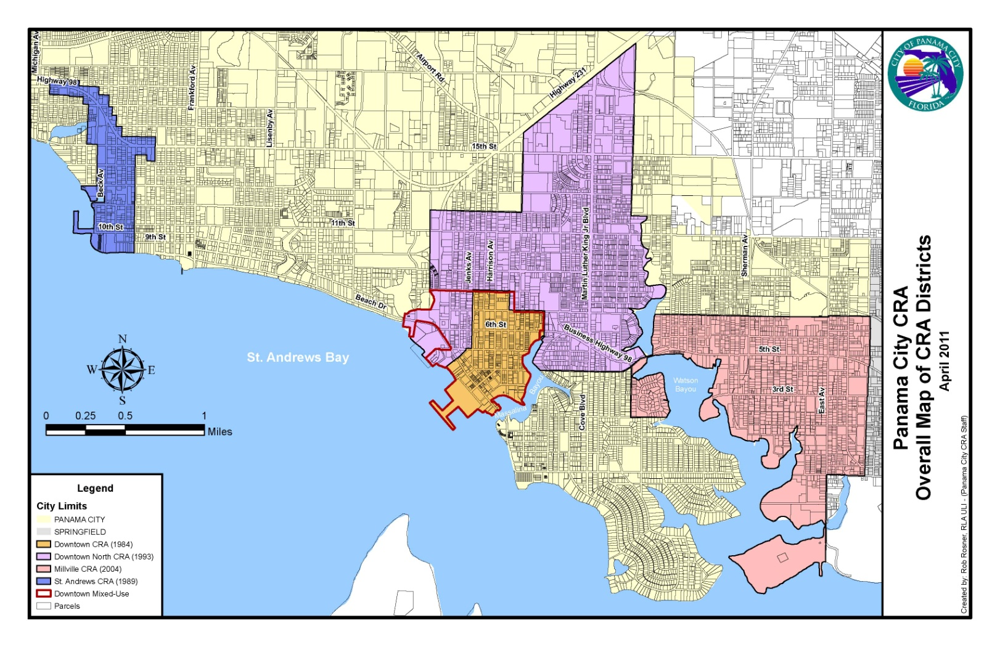 Michigan Av
Highway 98
Frankford Av
Lisenby Av
Airport Rd
Highway 231
15th St
Beck Av
10th St
9th St
11th St
Jenks Av
Harrison Av
Martin Luther King Jr Blvd
Sherman Av
Beach Dr
6th St
Business Highway 98
5th St
St. Andrews Bay
Watson
Bayou
3rd St
East Av
Massalina Bayou
Cove Blvd
N
W E
S
0 0.25 0.5 1
Miles
Legend
City Limits
PANAMA CITY
SPRINGFIELD
Downtown CRA (1984)
Downtown North CRA (1993)
Millville CRA (2004)
St. Andrews CRA (1989)
Downtown Mixed-Use
Parcels
CITY OF PANAMA CITY
FLORIDA
Panama City CRA
Overall Map of CRA Districts
April 2011
Created by: Rob Rosner, RLA ULI - (Panama City CRA Staff)